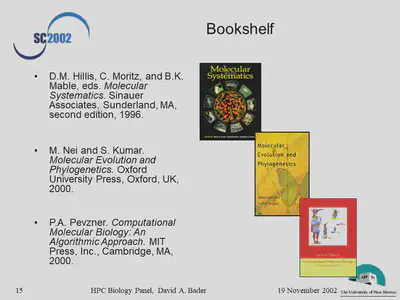 SC2002
Bookshelf
• D.M. Hillis, C. Moritz, and B.K.
Mable, eds. Molecular
Systematics. Sinauer
Associates, Sunderland, MA,
second edition, 1996.
• M. Nei and S. Kumar.
Molecular Evolution and
Phylogenetics. Oxford
University Press, Oxford, UK,
2000.
• P.A. Pevzner. Computational
Molecular Biology: An
Algorithmic Approach. MIT
Press, Inc., Cambridge, MA,
2000.
Molecular
Systematics
Molecular
Evolution and
Phylogenetics
Computational Molecular Biology
15
HPC Biology Panel, David A. Bader
19 November 2002
The University of New Mexico